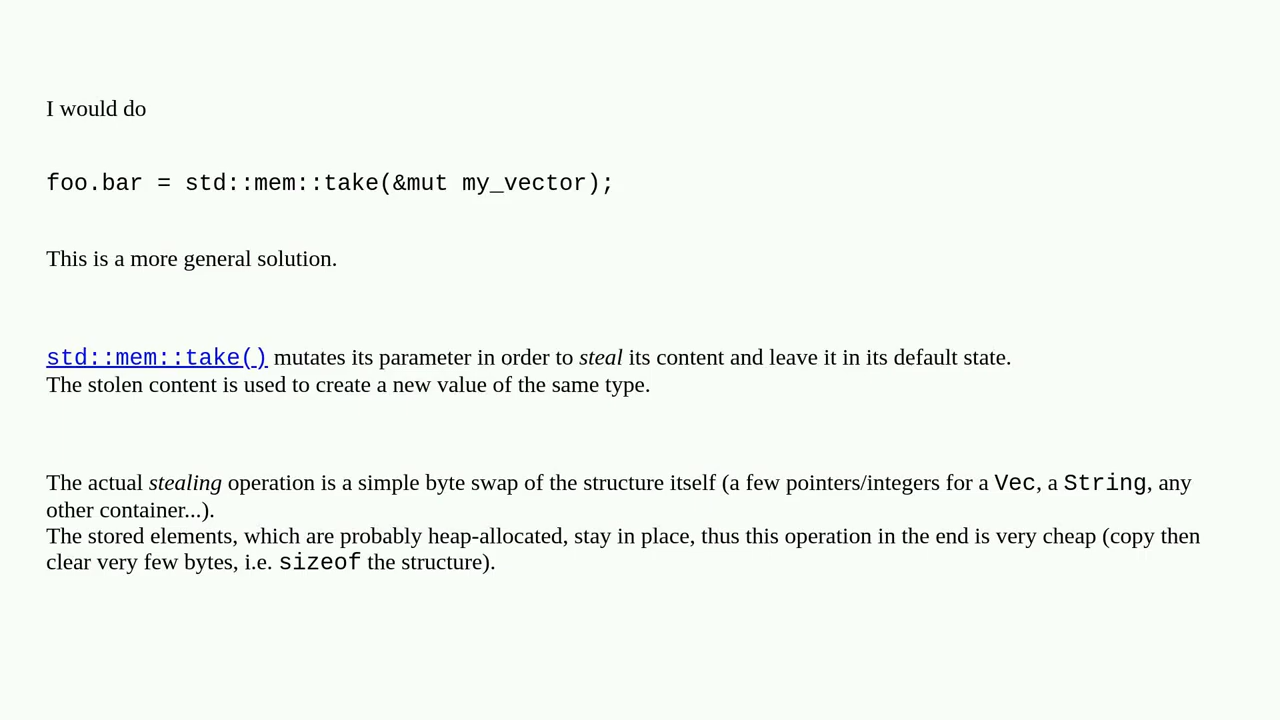 I would do
foo.bar = std::mem::take(&mut my_vector);
This is a more general solution.
std::mem::take() mutates its parameter in order to steal its content and leave it in its default state.
The stolen content is used to create a new value of the same type.
The actual stealing operation is a simple byte swap of the structure itself (a few pointers/integers for a Vec, a String, any
other container...).
The stored elements, which are probably heap-allocated, stay in place, thus this operation in the end is very cheap (copy then
clear very few bytes, i.e. sizeof the structure).